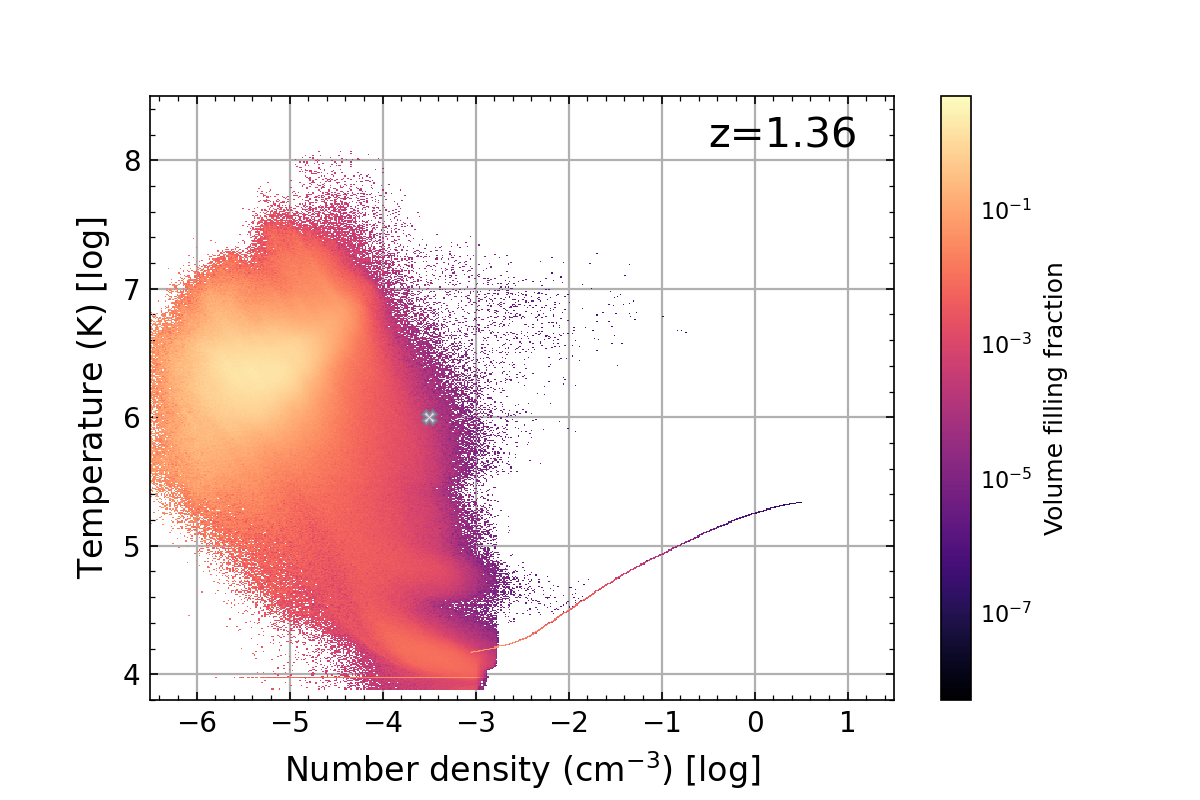 z=1.36
8
7
6
5
4
Temperature (K) [log]
−6 −5 −4 −3 −2 −1 0 1
Number density (cm⁻³) [log]
10⁻¹
10⁻³
10⁻⁵
10⁻⁷
Volume filling fraction